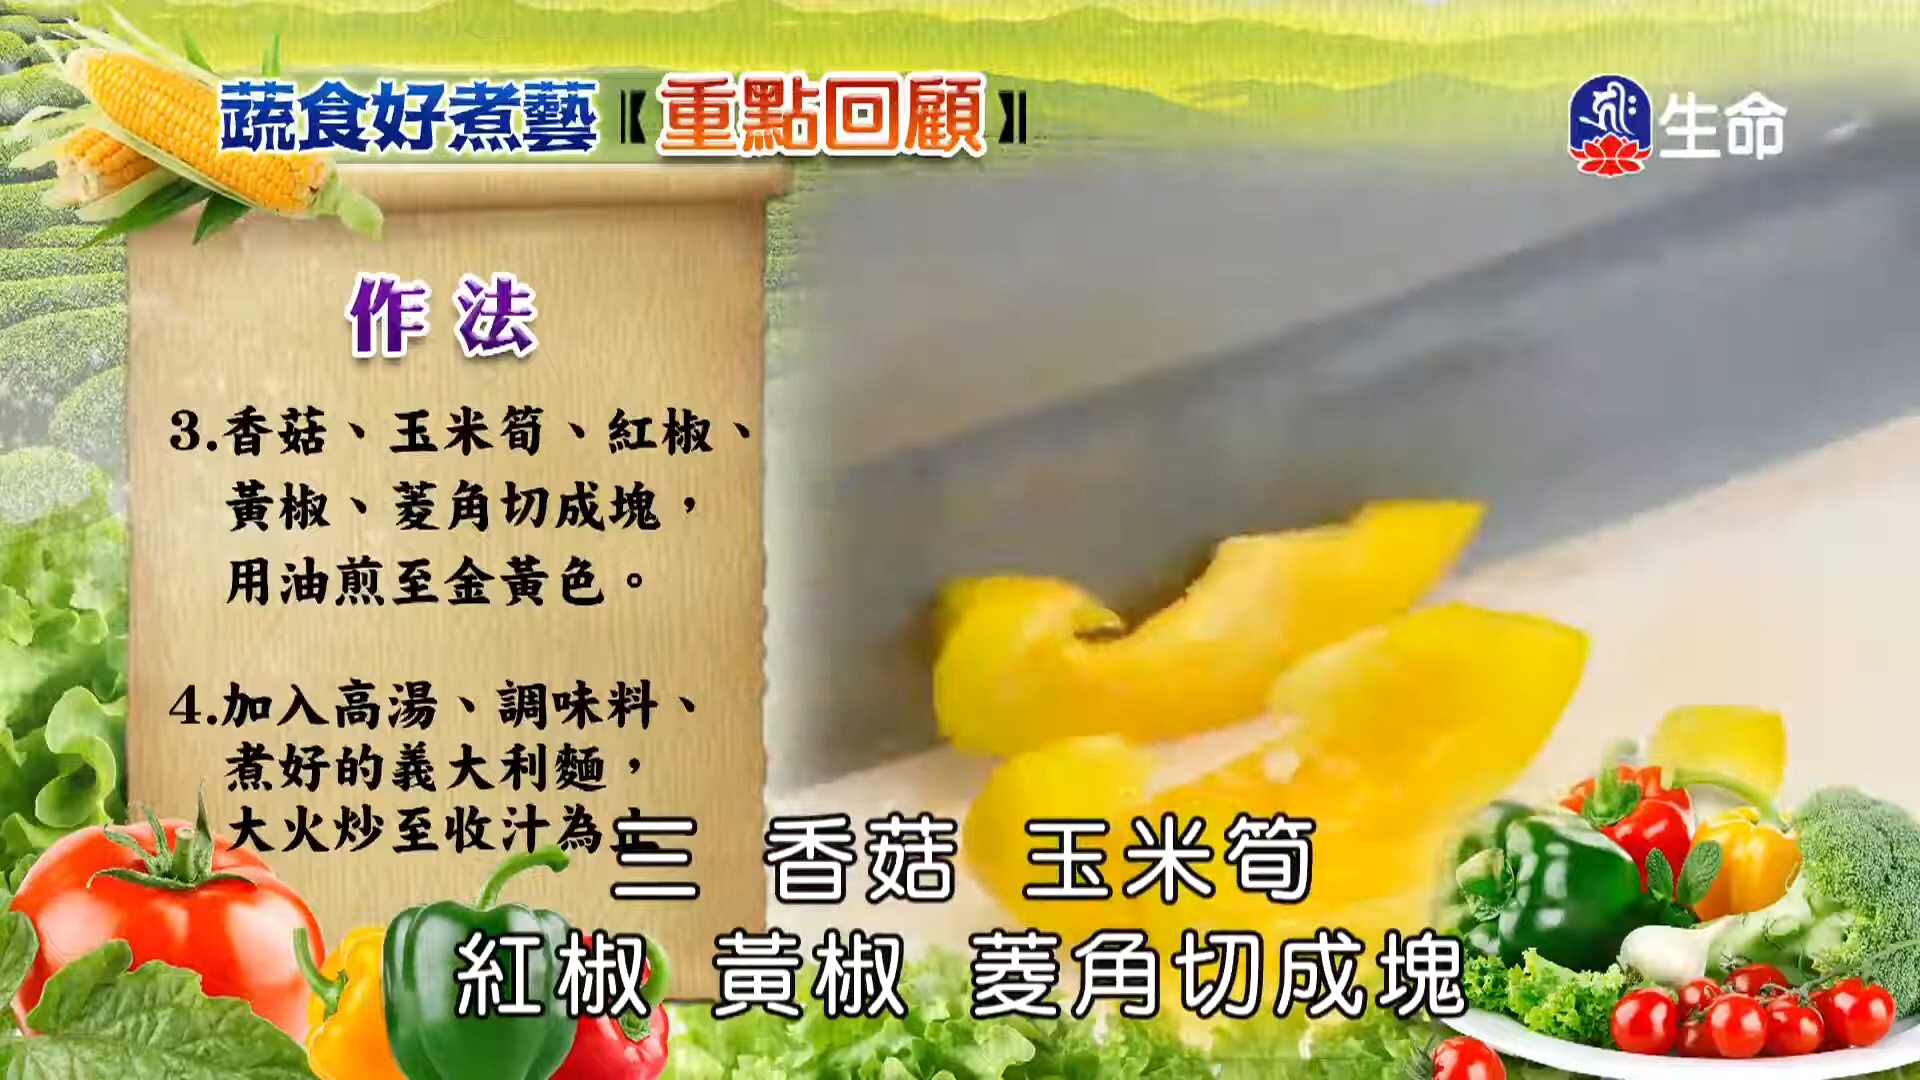 蔬食好煮藝【重點回顧】
生命
作法
3.香菇、玉米筍、紅椒、
黃椒、菱角切成塊，
用油煎至金黃色。
4.加入高湯、調味料、
煮好的義大利麵，
大火炒至收汁為
三 香菇 玉米筍
紅椒 黃椒 菱角切成塊